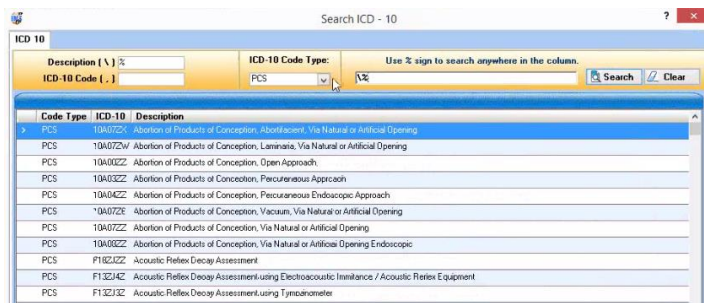 Search ICD - 10
? ×
ICD 10
Description ( \ ) %
ICD-10 Code Type:
Use % sign to search anywhere in the column.
ICD-10 Code ( . )
PCS
\%
Search
Clear
Code Type ICD-10 Description
PCS 10A07ZX Abortion of Products of Conception, Abortifacient, Via Natural or Artificial Opening
PCS 10A07ZW Abortion of Products of Conception, Laminaria, Via Natural or Artificial Opening
PCS 10A00ZZ Abortion of Products of Conception, Open Approach
PCS 10A03ZZ Abortion of Products of Conception, Percutaneous Approach
PCS 10A04ZZ Abortion of Products of Conception, Percutaneous Endoscopic Approach
PCS 10A07Z6 Abortion of Products of Conception, Vacuum, Via Natural or Artificial Opening
PCS 10A07ZZ Abortion of Products of Conception, Via Natural or Artificial Opening
PCS 10A08ZZ Abortion of Products of Conception, Via Natural or Artificial Opening Endoscopic
PCS Acoustic Reflex Decay Assessment
PCS F13ZJ4Z Acoustic Reflex Decay Assessment using Electroacoustic Immitance / Acoustic Reflex Equipment
PCS F13ZJ3Z Acoustic Reflex Decay Assessment using Tympanometer